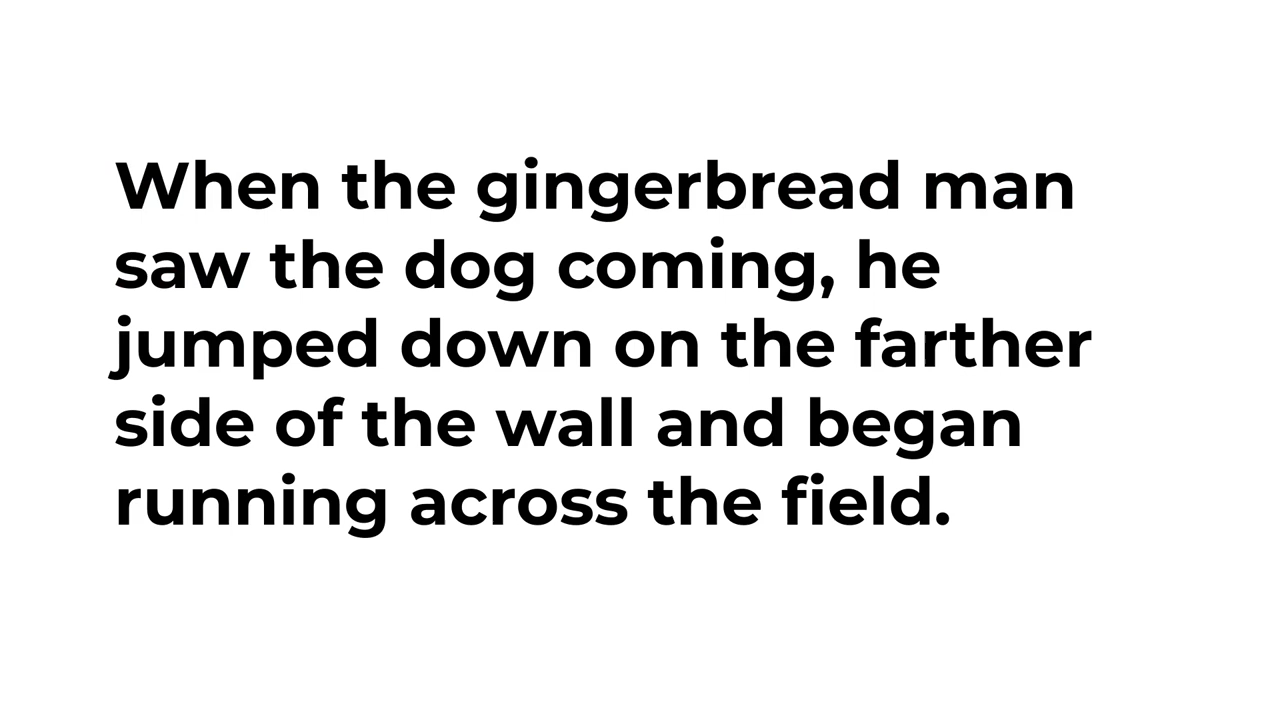 When the gingerbread man
saw the dog coming, he
jumped down on the farther
side of the wall and began
running across the field.